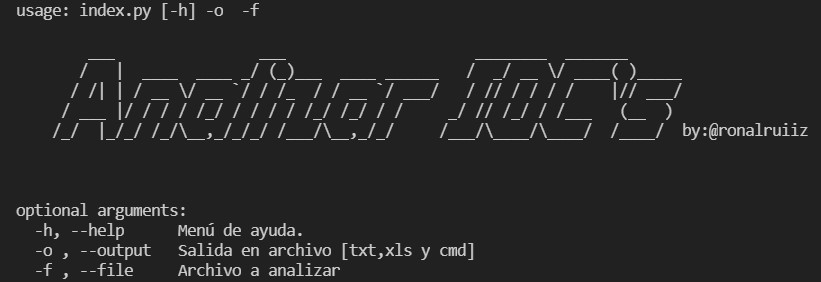 usage: index.py [-h] -o  -f
Analizar IOC's
by:@ronalruiiz
optional arguments:
-h, --help     Menú de ayuda.
-o , --output   Salida en archivo [txt,xls y cmd]
-f , --file     Archivo a analizar